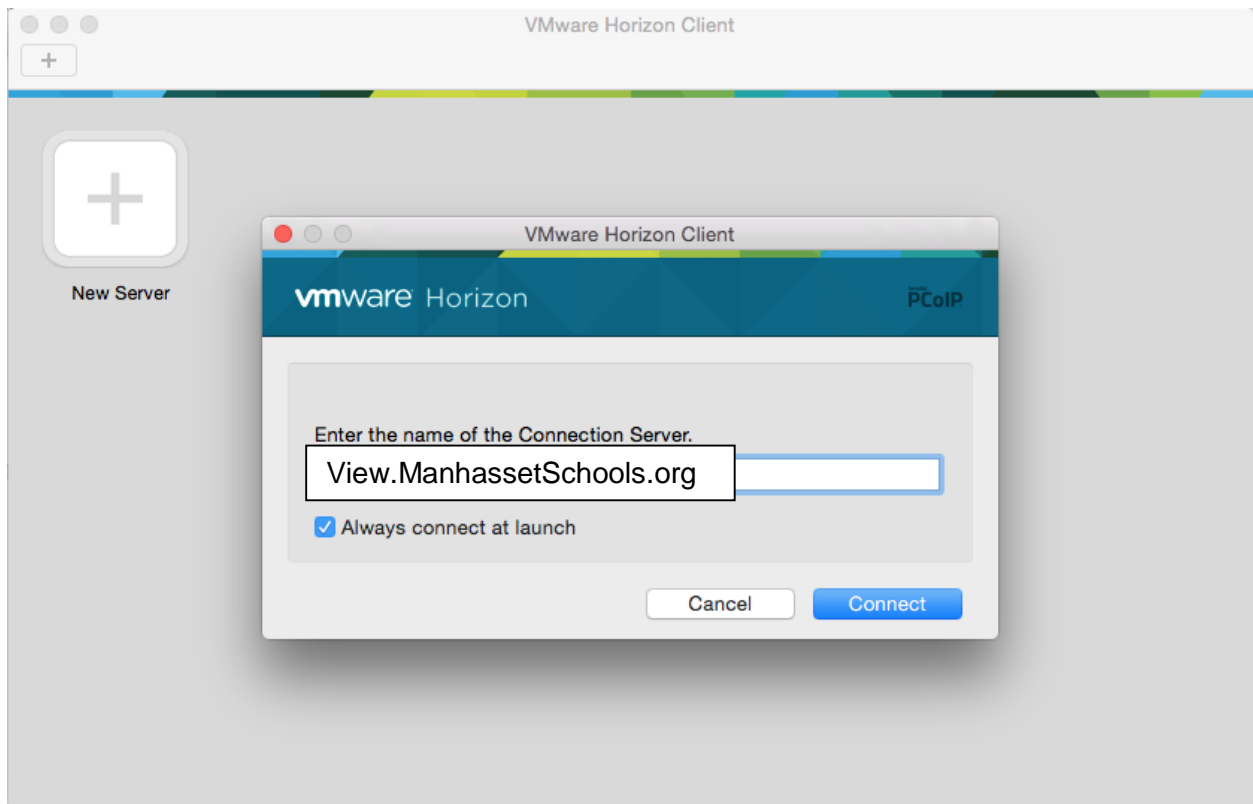 VMware Horizon Client
+
New Server
VMware Horizon Client
vmware Horizon
PCoIP
Enter the name of the Connection Server.
View.ManhassetSchools.org
Always connect at launch
Cancel
Connect